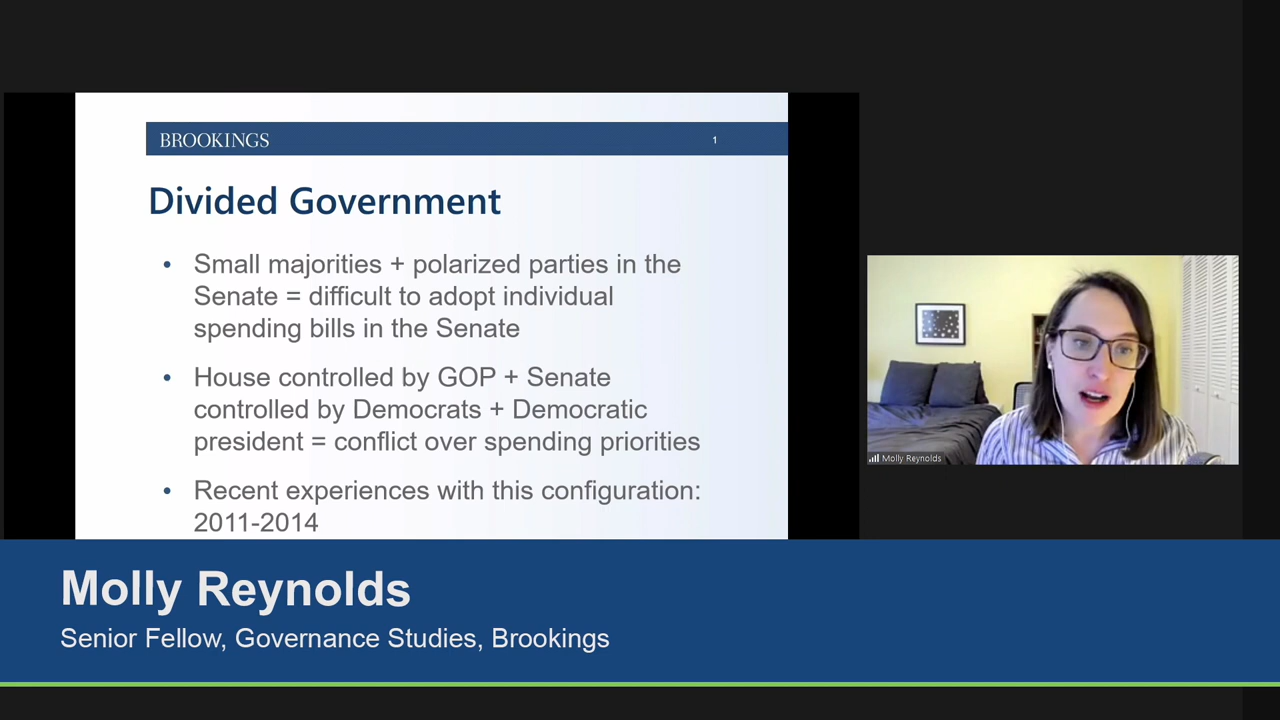 BROOKINGS
1
Divided Government
• Small majorities + polarized parties in the
Senate = difficult to adopt individual
spending bills in the Senate
• House controlled by GOP + Senate
controlled by Democrats + Democratic
president = conflict over spending priorities
• Recent experiences with this configuration:
2011-2014
Molly Reynolds
Molly Reynolds
Senior Fellow, Governance Studies, Brookings